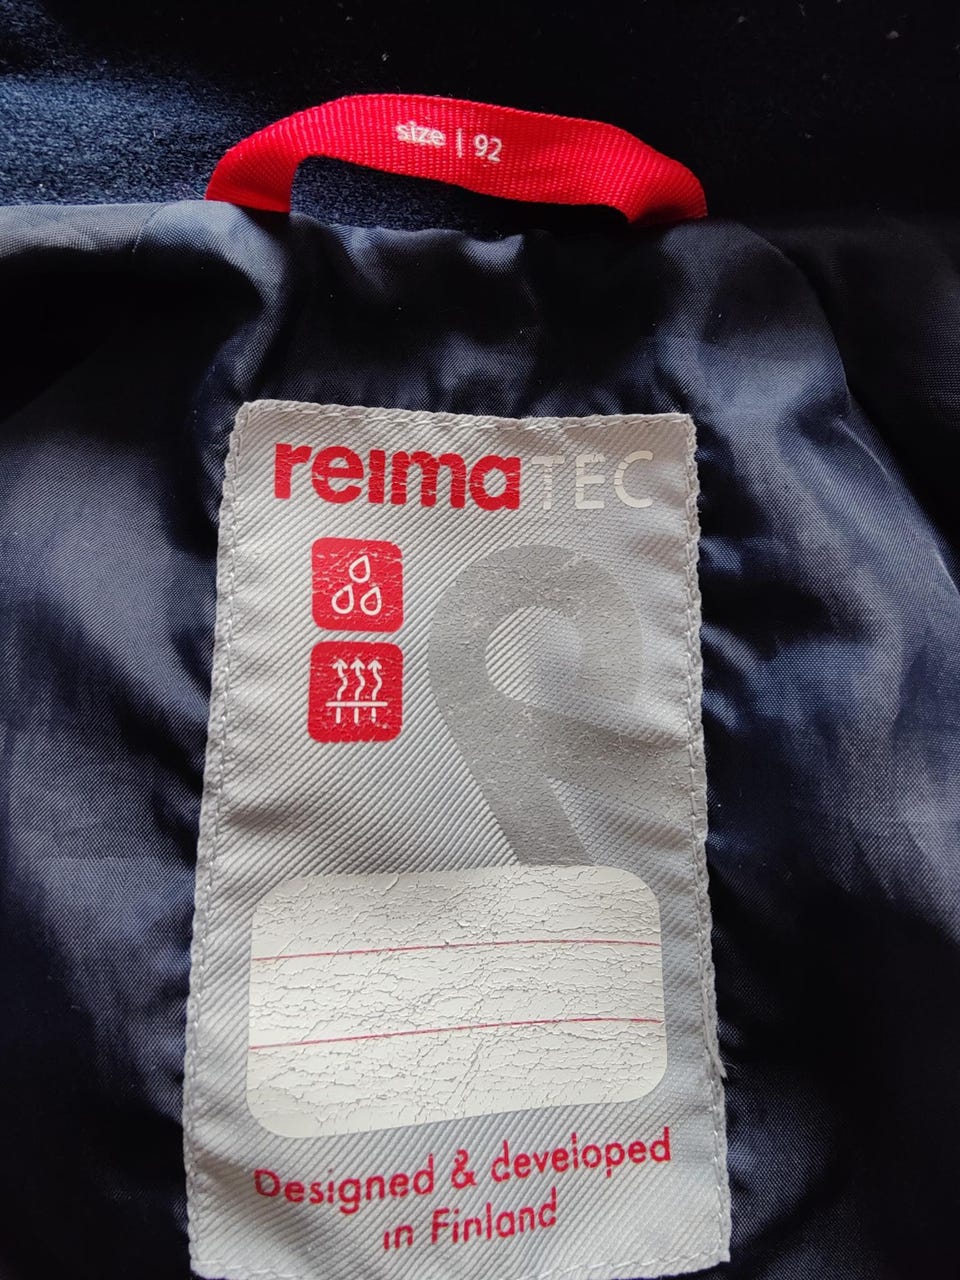 size | 92
reimaTEC
Designed & developed
in Finland